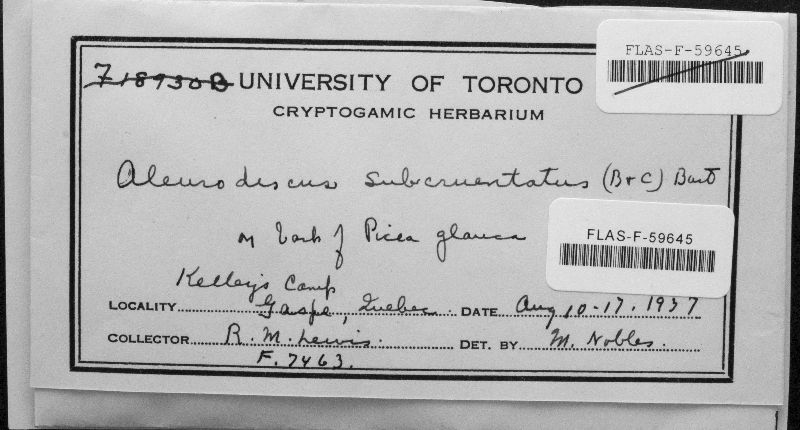 FLAS-F-59645
F 18930B UNIVERSITY OF TORONTO
CRYPTOGAMIC HERBARIUM
Aleurodiscus subcruentatus (B+C) Burt
on bark of Picea glauca
FLAS-F-59645
Kelley's Camp
LOCALITY Gaspe, Quebec. DATE Aug 10-17, 1937
COLLECTOR R. M. Lewis. DET. BY M. Nobles.
F. 7463.